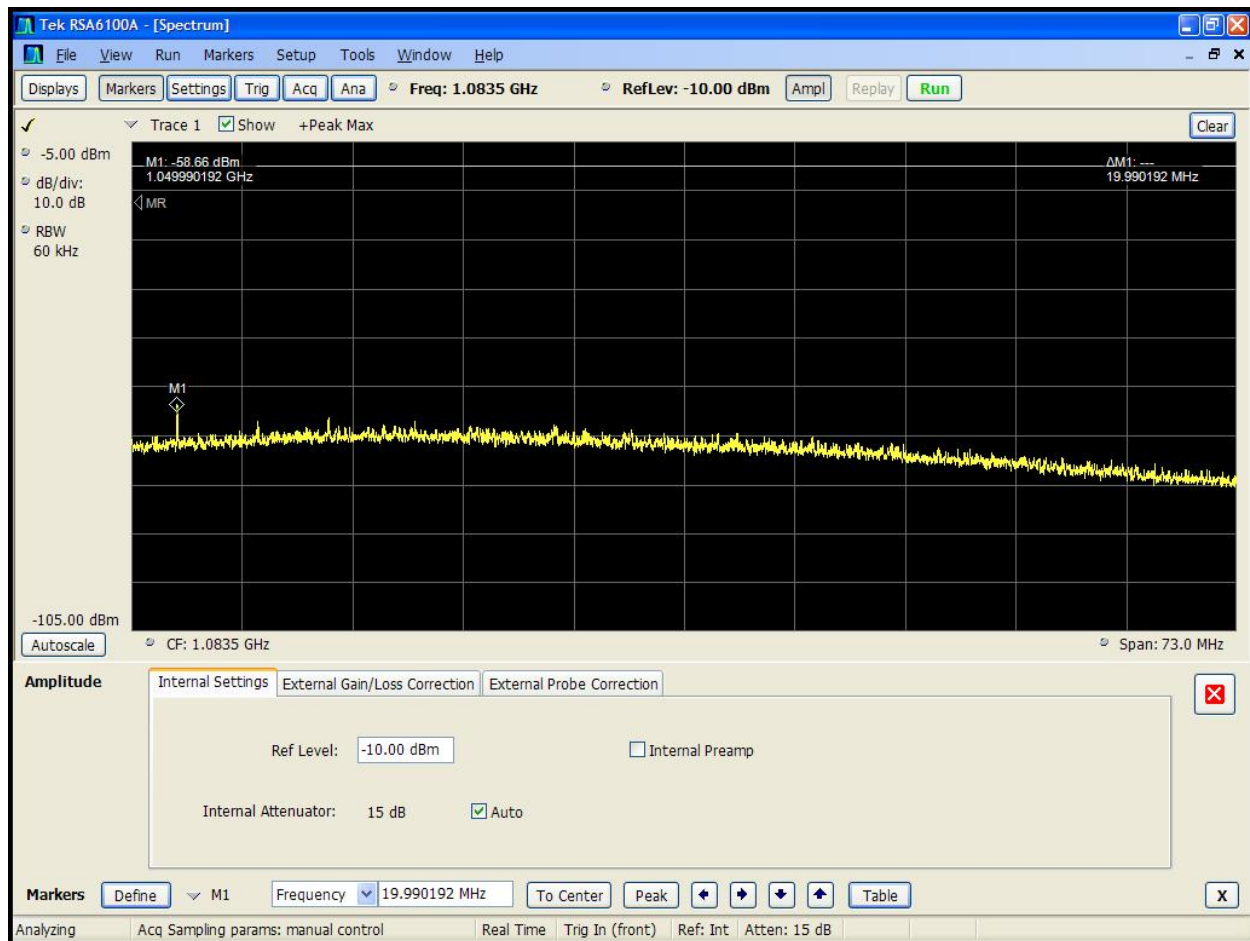 Tek RSA6100A - [Spectrum]
File View Run Markers Setup Tools Window Help
Displays Markers Settings Trig Acq Ana Freq: 1.0835 GHz RefLev: -10.00 dBm Ampl Replay Run
Trace 1 Show +Peak Max Clear
-5.00 dBm
dB/div:
10.0 dB
RBW
60 kHz
M1: -58.66 dBm
1.049990192 GHz
ΔM1: ---
19.990192 MHz
MR
M1
-105.00 dBm
Autoscale CF: 1.0835 GHz Span: 73.0 MHz
Amplitude
Internal Settings External Gain/Loss Correction External Probe Correction
Ref Level: -10.00 dBm Internal Preamp
Internal Attenuator: 15 dB Auto
Markers Define M1 Frequency 19.990192 MHz To Center Peak Table X
Analyzing Acq Sampling params: manual control Real Time Trig In (front) Ref: Int Atten: 15 dB